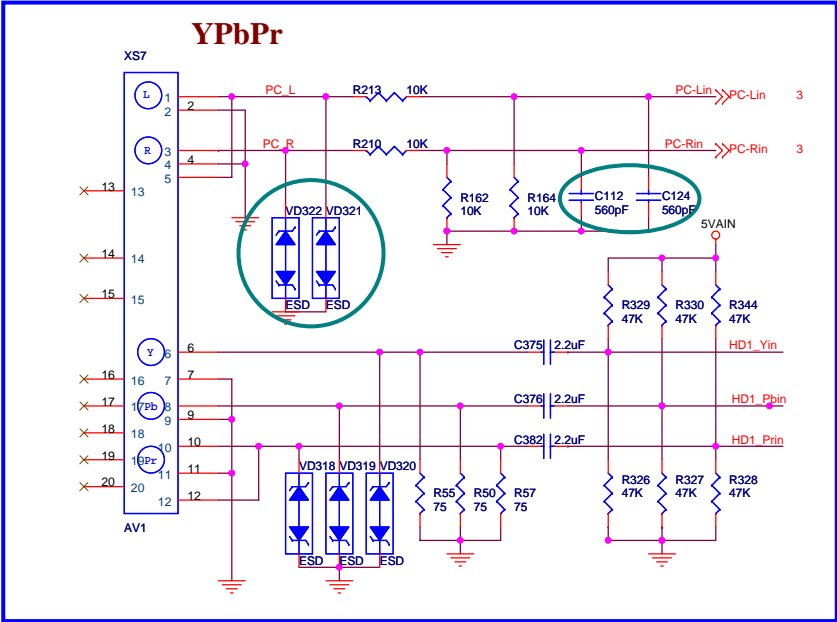 YPbPr
XS7
L 1 PC_L R213 10K PC-Lin PC-Lin 3
2 2
R 3 PC_R R210 10K PC-Rin PC-Rin 3
4 4
5
13 13
R162 10K
R164 10K
C112 560pF
C124 560pF
VD322 VD321
5VAIN
14 14
15 15
ESD ESD
R329 47K
R330 47K
R344 47K
Y 6 6 C375 2.2uF HD1_Yin
16 16 7 7
17 17 Pb 8 C376 2.2uF HD1_Pbin
9 9
18 18
10 10 C382 2.2uF HD1_Prin
19 19 Pr
11 11
VD318 VD319 VD320
20 20
12 12
R55 75
R50 75
R57 75
R326 47K
R327 47K
R328 47K
AV1
ESD ESD ESD